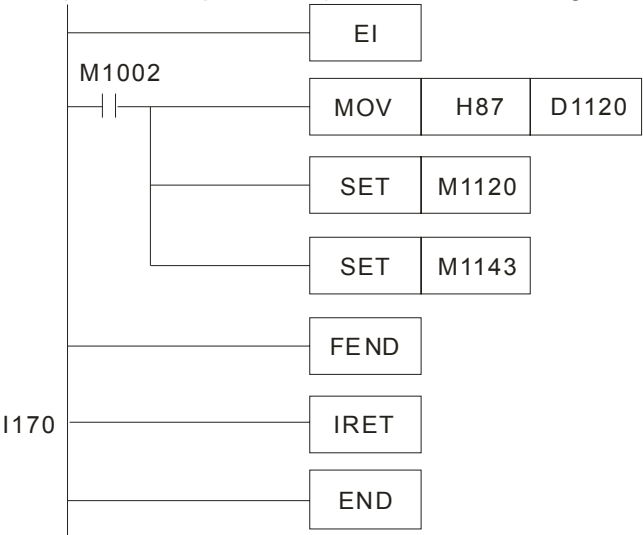 EI
M1002
MOV H87 D1120
SET M1120
SET M1143
FEND
I170 IRET
END